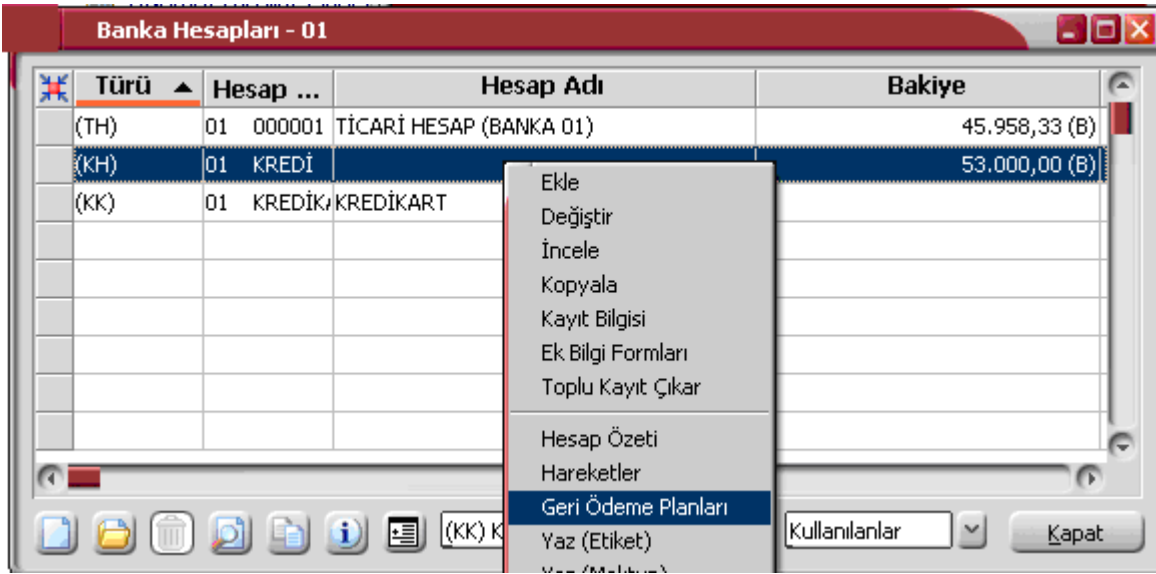 Banka Hesapları - 01
Türü Hesap ... Hesap Adı Bakiye
(TH) 01 000001 TİCARİ HESAP (BANKA 01) 45.958,33 (B)
(KH) 01 KREDİ 53.000,00 (B)
(KK) 01 KREDİKA KREDİKART
Ekle
Değiştir
İncele
Kopyala
Kayıt Bilgisi
Ek Bilgi Formları
Toplu Kayıt Çıkar
Hesap Özeti
Hareketler
Geri Ödeme Planları
Yaz (Etiket)
(KK) K
Kullanılanlar
Kapat